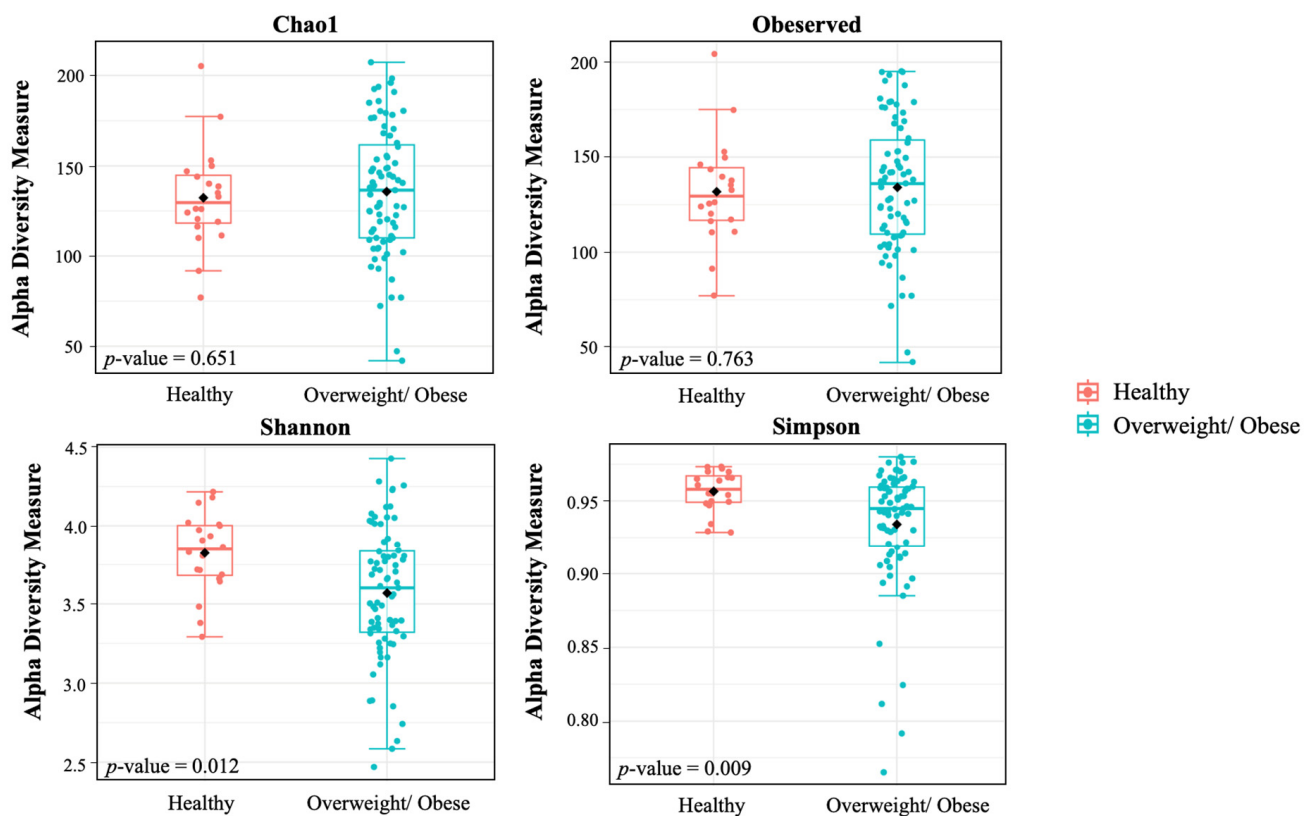 Chao1
Alpha Diversity Measure
200
150
100
50
p-value = 0.651
Healthy
Overweight/ Obese
Obeserved
Alpha Diversity Measure
200
150
100
50
p-value = 0.763
Healthy
Overweight/ Obese
Shannon
Alpha Diversity Measure
4.5
4.0
3.5
3.0
2.5
p-value = 0.012
Healthy
Overweight/ Obese
Simpson
Alpha Diversity Measure
0.95
0.90
0.85
0.80
p-value = 0.009
Healthy
Overweight/ Obese
Healthy
Overweight/ Obese